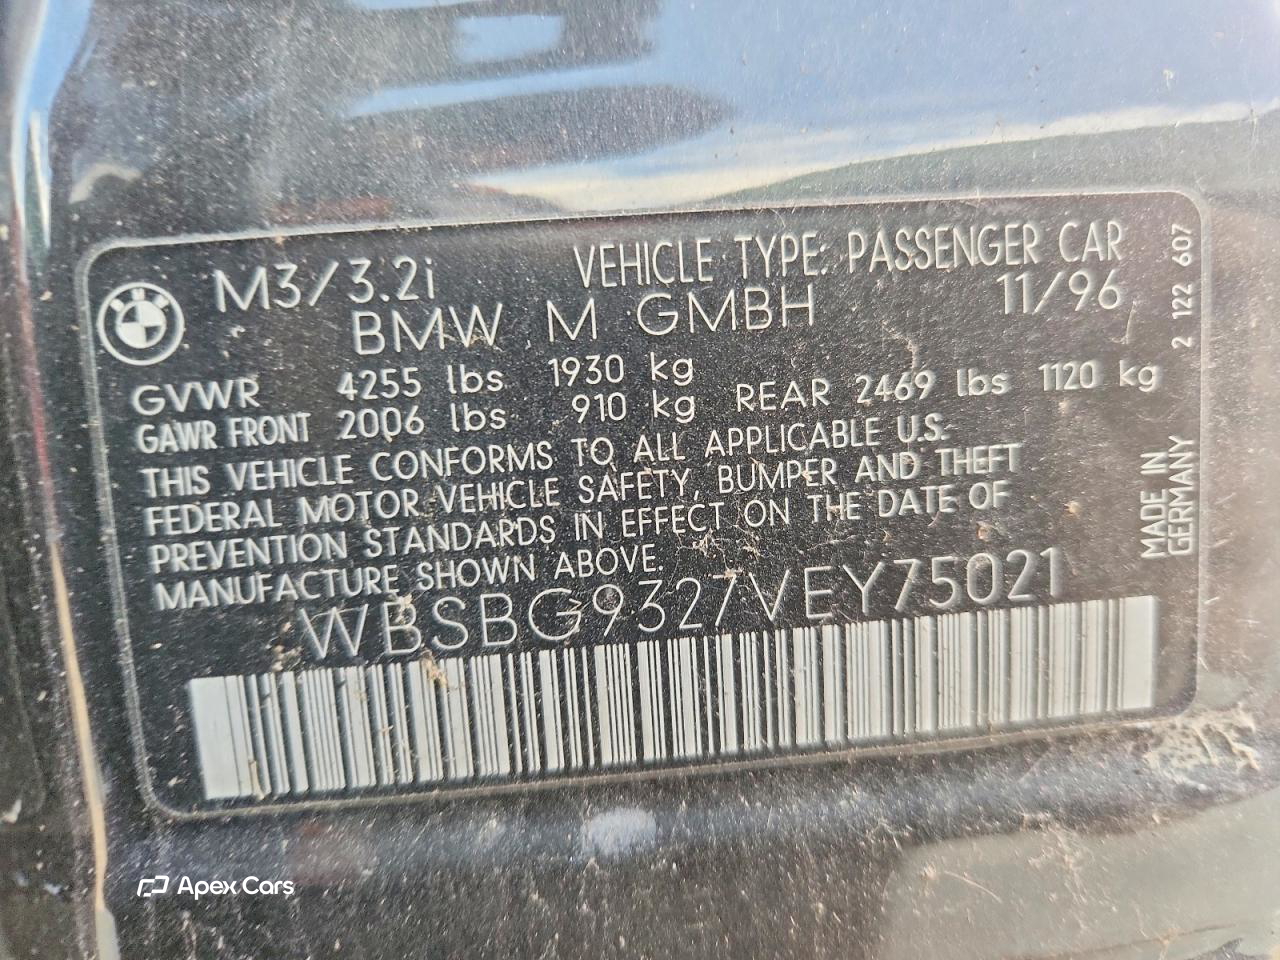 M3/3.2i VEHICLE TYPE: PASSENGER CAR
BMW M GMBH 11/96
GVWR 4255 lbs 1930 kg
GAWR FRONT 2006 lbs 910 kg REAR 2469 lbs 1120 kg
THIS VEHICLE CONFORMS TO ALL APPLICABLE U.S.
FEDERAL MOTOR VEHICLE SAFETY, BUMPER AND THEFT
PREVENTION STANDARDS IN EFFECT ON THE DATE OF
MANUFACTURE SHOWN ABOVE.
WBSBG9327VEY75021
2 122 607
MADE IN
GERMANY
Apex Cars